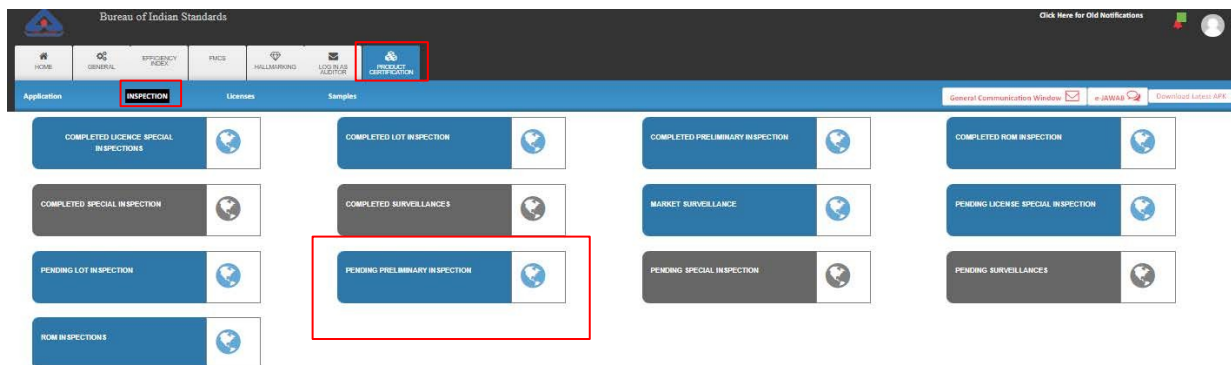 Bureau of Indian Standards
Click Here for Old Notifications
HOME
GENERAL
EFFICIENCY
INDEX
FMCS
HALLMARKING
LOG IN AS
AUDITOR
PRODUCT
CERTIFICATION
Application
INSPECTION
Licenses
Samples
General Communication Window
e-JAWAB
Download Latest APK
COMPLETED LICENCE SPECIAL
INSPECTIONS
COMPLETED LOT INSPECTION
COMPLETED PRELIMINARY INSPECTION
COMPLETED ROM INSPECTION
COMPLETED SPECIAL INSPECTION
COMPLETED SURVEILLANCES
MARKET SURVEILLANCE
PENDING LICENSE SPECIAL INSPECTION
PENDING LOT INSPECTION
PENDING PRELIMINARY INSPECTION
PENDING SPECIAL INSPECTION
PENDING SURVEILLANCES
ROM INSPECTIONS